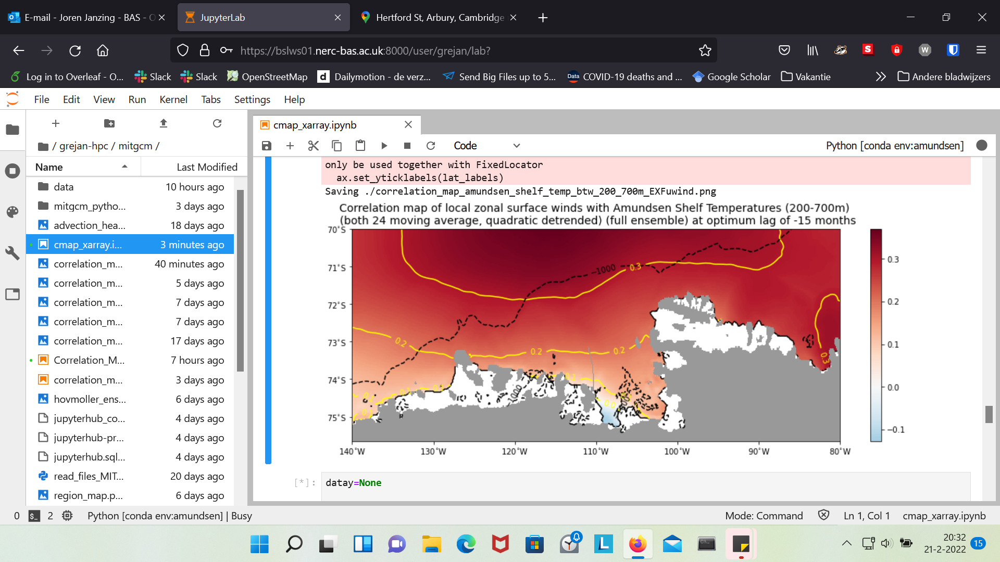 E-mail - Joren Janzing - BAS - O
JupyterLab
Hertford St, Arbury, Cambridge
https://bslws01.nerc-bas.ac.uk:8000/user/grejan/lab?
Log in to Overleaf - O...
Slack
Slack
OpenStreetMap
d
Dailymotion - de verz...
Send Big Files up to 5...
Data
COVID-19 deaths and ...
Google Scholar
Vakantie
Andere bladwijzers
File
Edit
View
Run
Kernel
Tabs
Settings
Help
cmap_xarray.ipynb
/ grejan-hpc / mitgcm /
Code
Python [conda env:amundsen]
Name
Last Modified
data 10 hours ago
mitgcm_pytho... 3 days ago
advection_hea... 18 days ago
cmap_xarray.i... 3 minutes ago
correlation_m... 40 minutes ago
correlation_m... 5 days ago
correlation_m... 7 days ago
correlation_m... 7 days ago
correlation_m... 17 days ago
Correlation_M... 7 hours ago
correlation_m... 3 days ago
hovmoller_ens... 6 days ago
jupyterhub_co... 4 days ago
jupyterhub-pr... 4 days ago
jupyterhub.sql... 4 days ago
read_files_MIT... 20 days ago
region_map.p... 6 days ago
only be used together with FixedLocator
ax.set_yticklabels(lat_labels)
Saving ./correlation_map_amundsen_shelf_temp_btw_200_700m_EXFuwind.png
Correlation map of local zonal surface winds with Amundsen Shelf Temperatures (200-700m)
(both 24 moving average, quadratic detrended) (full ensemble) at optimum lag of -15 months
70°S
71°S
72°S
73°S
74°S
75°S
140°W
130°W
120°W
110°W
100°W
90°W
80°W
-1000
0.3
0.2
0.2
0.2
0.3
0.1
0.1
0.1
0.1
0.0
0.3
0.2
0.1
0.0
−0.1
[*]:
datay=None
0
2
Python [conda env:amundsen] | Busy
Mode: Command
Ln 1, Col 1
cmap_xarray.ipynb
20:32
21-2-2022
15